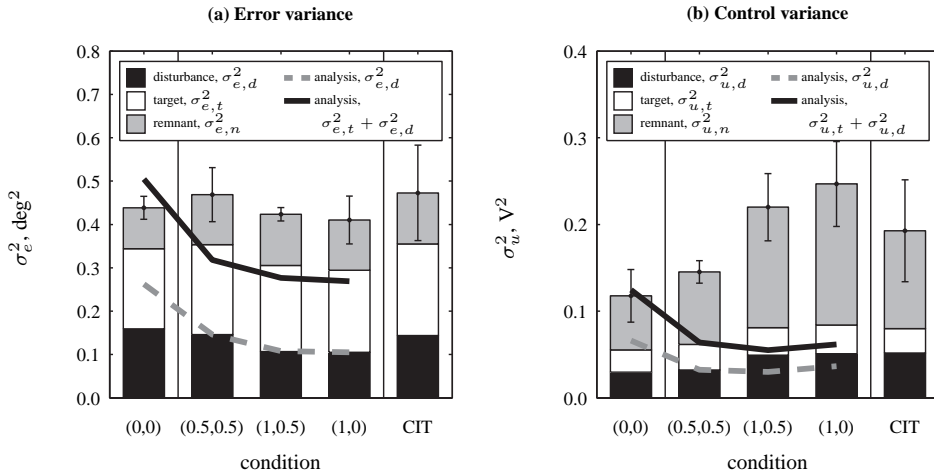 (a) Error variance
0.8
0.7
0.6
0.5
0.4
0.3
0.2
0.1
0.0
σ²e, deg²
disturbance, σ²e,d
target, σ²e,t
remnant, σ²e,n
analysis, σ²e,d
analysis,
σ²e,t + σ²e,d
(0,0) (0.5,0.5) (1,0.5) (1,0) CIT
condition
(b) Control variance
0.4
0.3
0.2
0.1
0.0
σ²u, V²
disturbance, σ²u,d
target, σ²u,t
remnant, σ²u,n
analysis, σ²u,d
analysis,
σ²u,t + σ²u,d
(0,0) (0.5,0.5) (1,0.5) (1,0) CIT
condition